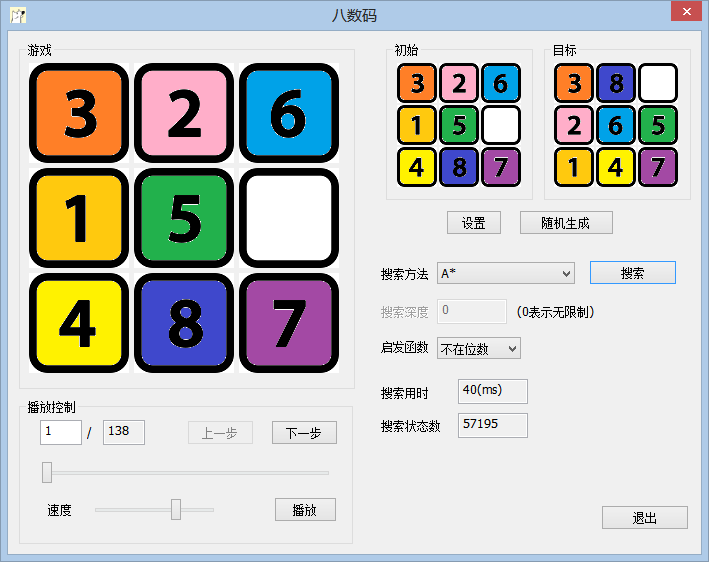 八数码
游戏
3 2 6
1 5
4 8 7
初始
3 2 6
1 5
4 8 7
目标
3 8
2 6 5
1 4 7
设置 随机生成
搜索方法 A* 搜索
搜索深度 0 (0表示无限制)
启发函数 不在位数
搜索用时 40(ms)
搜索状态数 57195
播放控制
1 / 138 上一步 下一步
速度 播放
退出